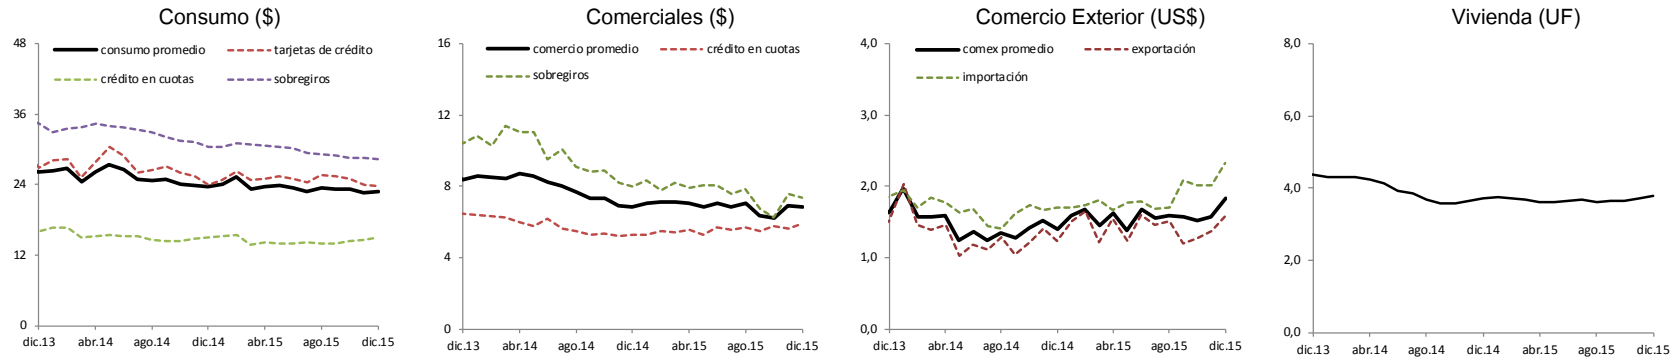 Consumo ($)
48
36
24
12
0
consumo promedio
tarjetas de crédito
crédito en cuotas
sobregiros
dic.13
abr.14
ago.14
dic.14
abr.15
ago.15
dic.15
Comerciales ($)
16
12
8
4
0
comercio promedio
crédito en cuotas
sobregiros
dic.13
abr.14
ago.14
dic.14
abr.15
ago.15
dic.15
Comercio Exterior (US$)
4,0
3,0
2,0
1,0
0,0
comex promedio
exportación
importación
dic.13
abr.14
ago.14
dic.14
abr.15
ago.15
dic.15
Vivienda (UF)
8,0
6,0
4,0
2,0
0,0
dic.13
abr.14
ago.14
dic.14
abr.15
ago.15
dic.15